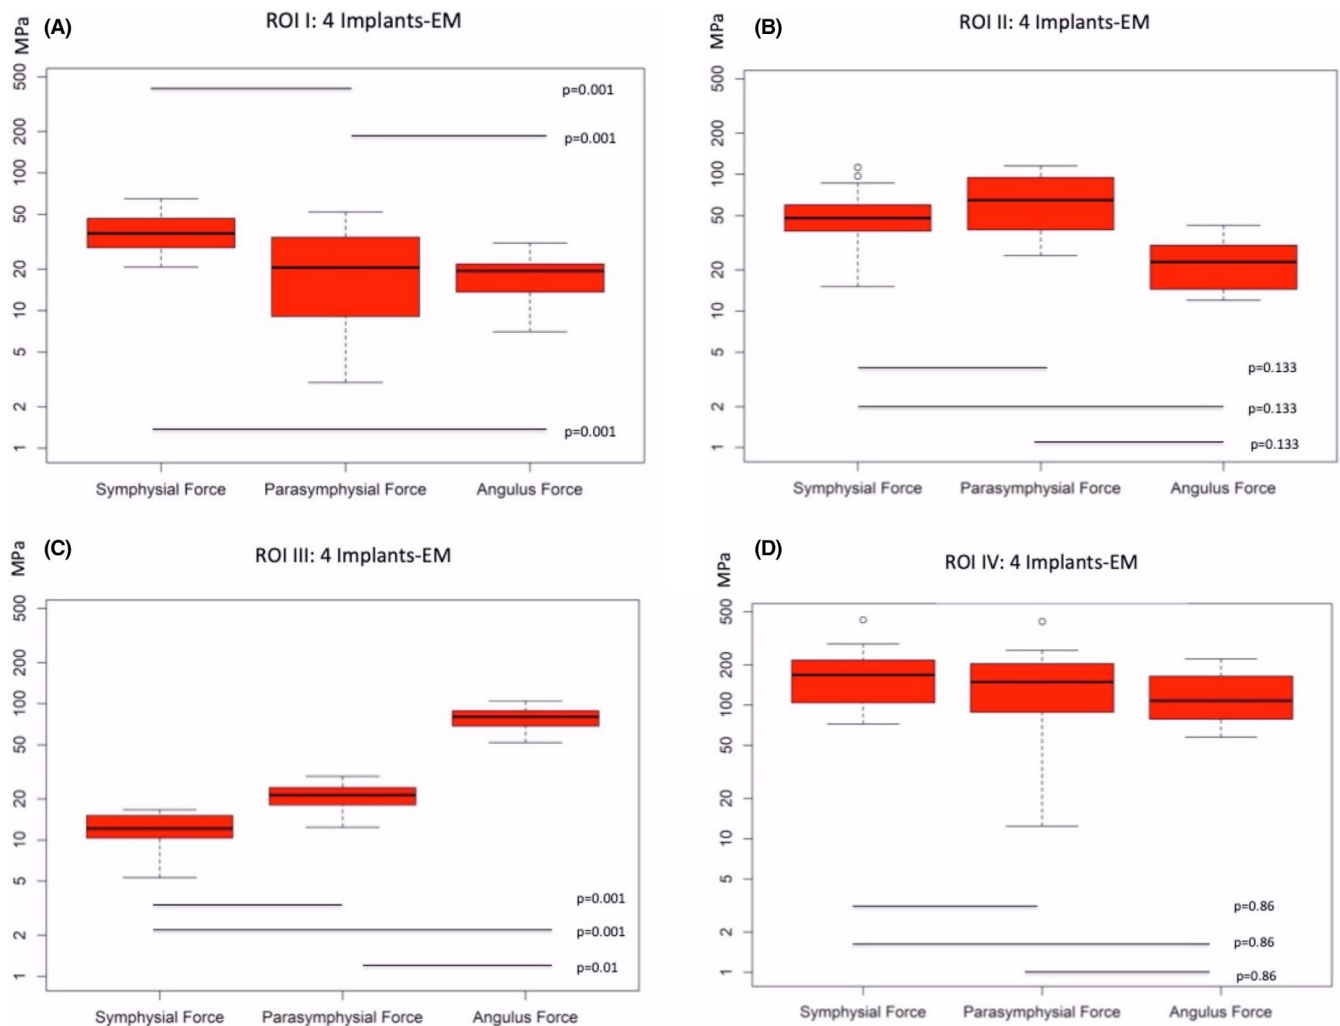 (A)
ROI I: 4 Implants-EM
MPa
500
200
100
50
20
10
5
2
1
p=0.001
p=0.001
p=0.001
Symphysial Force Parasymphysial Force Angulus Force
(B)
ROI II: 4 Implants-EM
MPa
500
200
100
50
20
10
5
2
1
p=0.133
p=0.133
p=0.133
Symphysial Force Parasymphysial Force Angulus Force
(C)
ROI III: 4 Implants-EM
MPa
500
200
100
50
20
10
5
2
1
p=0.001
p=0.001
p=0.01
Symphysial Force Parasymphysial Force Angulus Force
(D)
ROI IV: 4 Implants-EM
MPa
500
200
100
50
20
10
5
2
1
p=0.86
p=0.86
p=0.86
Symphysial Force Parasymphysial Force Angulus Force